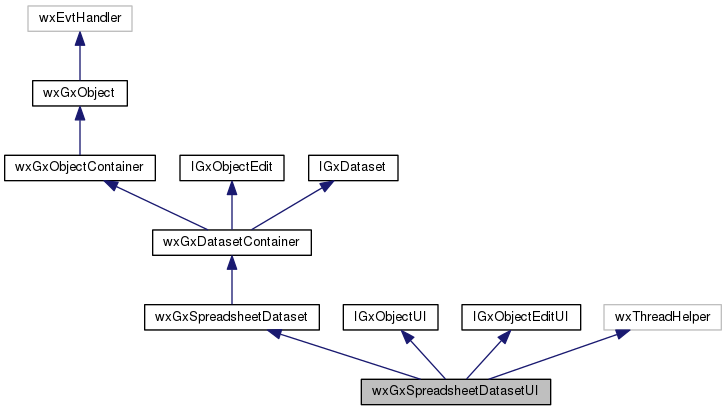 wxEvtHandler
wxGxObject
wxGxObjectContainer
IGxObjectEdit
IGxDataset
wxGxDatasetContainer
wxGxSpreadsheetDataset
IGxObjectUI
IGxObjectEditUI
wxThreadHelper
wxGxSpreadsheetDatasetUI